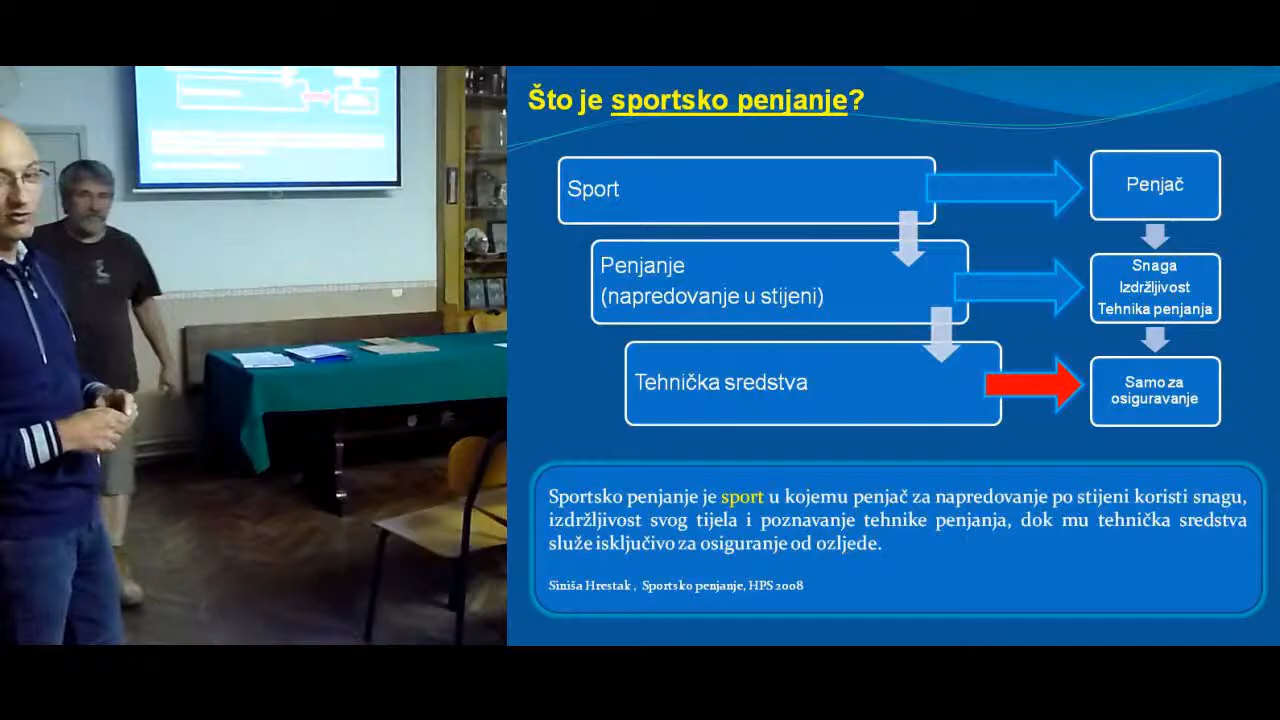 Što je sportsko penjanje?
Sport
Penjač
Penjanje
(napredovanje u stijeni)
Snaga
Izdržljivost
Tehnika penjanja
Tehnička sredstva
Samo za
osiguravanje
Sportsko penjanje je sport u kojemu penjač za napredovanje po stijeni koristi snagu,
izdržljivost svog tijela i poznavanje tehnike penjanja, dok mu tehnička sredstva
služe isključivo za osiguranje od ozljede.
Siniša Hrestak , Sportsko penjanje, HPS 2008